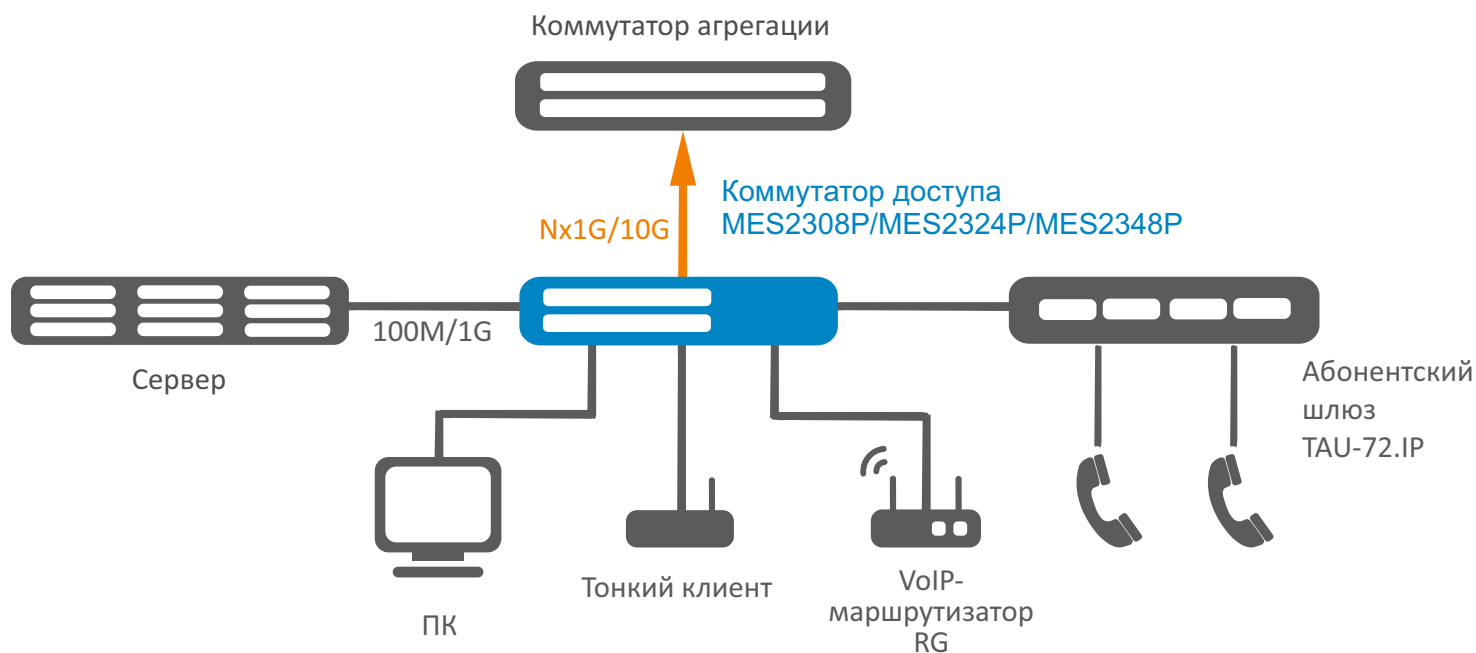 Коммутатор агрегации
Коммутатор доступа
MES2308P/MES2324P/MES2348P
Nx1G/10G
100M/1G
Сервер
Абонентский
шлюз
TAU-72.IP
ПК
Тонкий клиент
VoIP-
маршрутизатор
RG